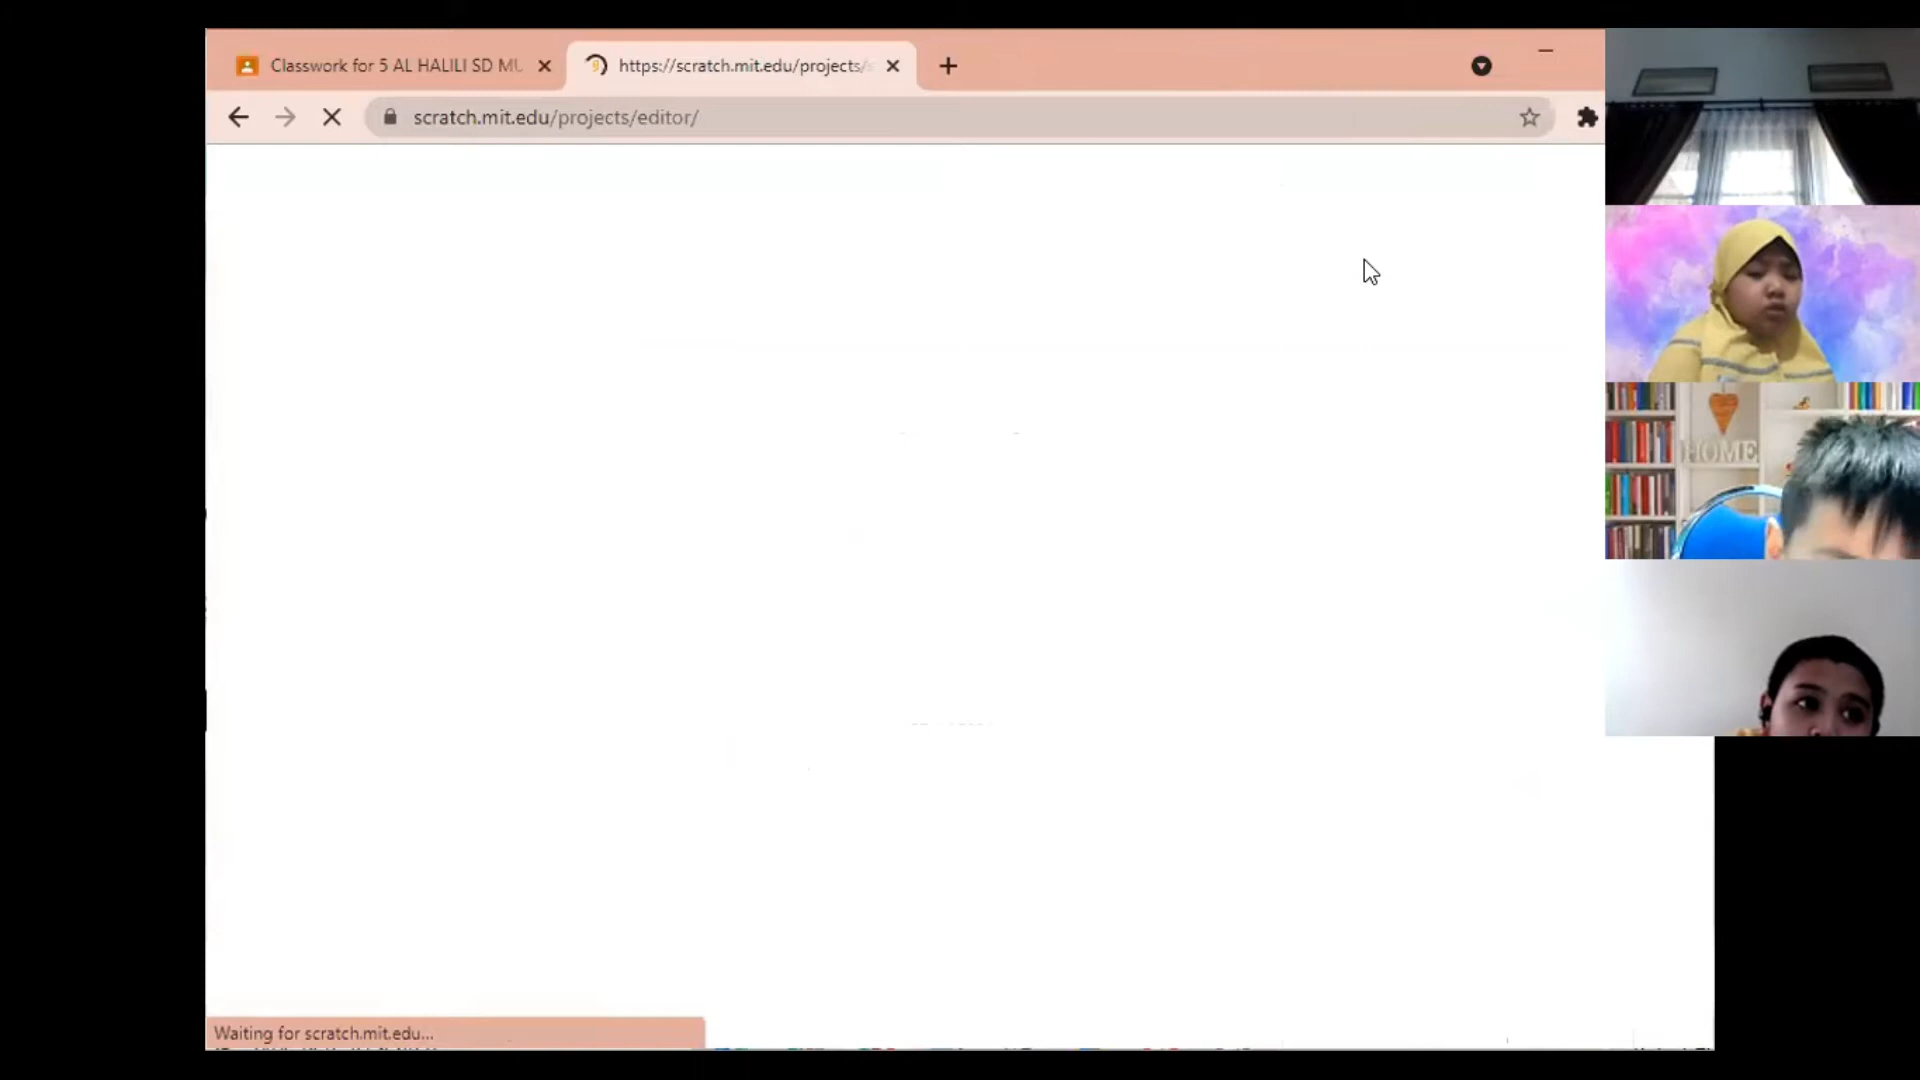 Classwork for 5 AL HALILI SD MU
https://scratch.mit.edu/projects/
scratch.mit.edu/projects/editor/
HOME
Waiting for scratch.mit.edu...